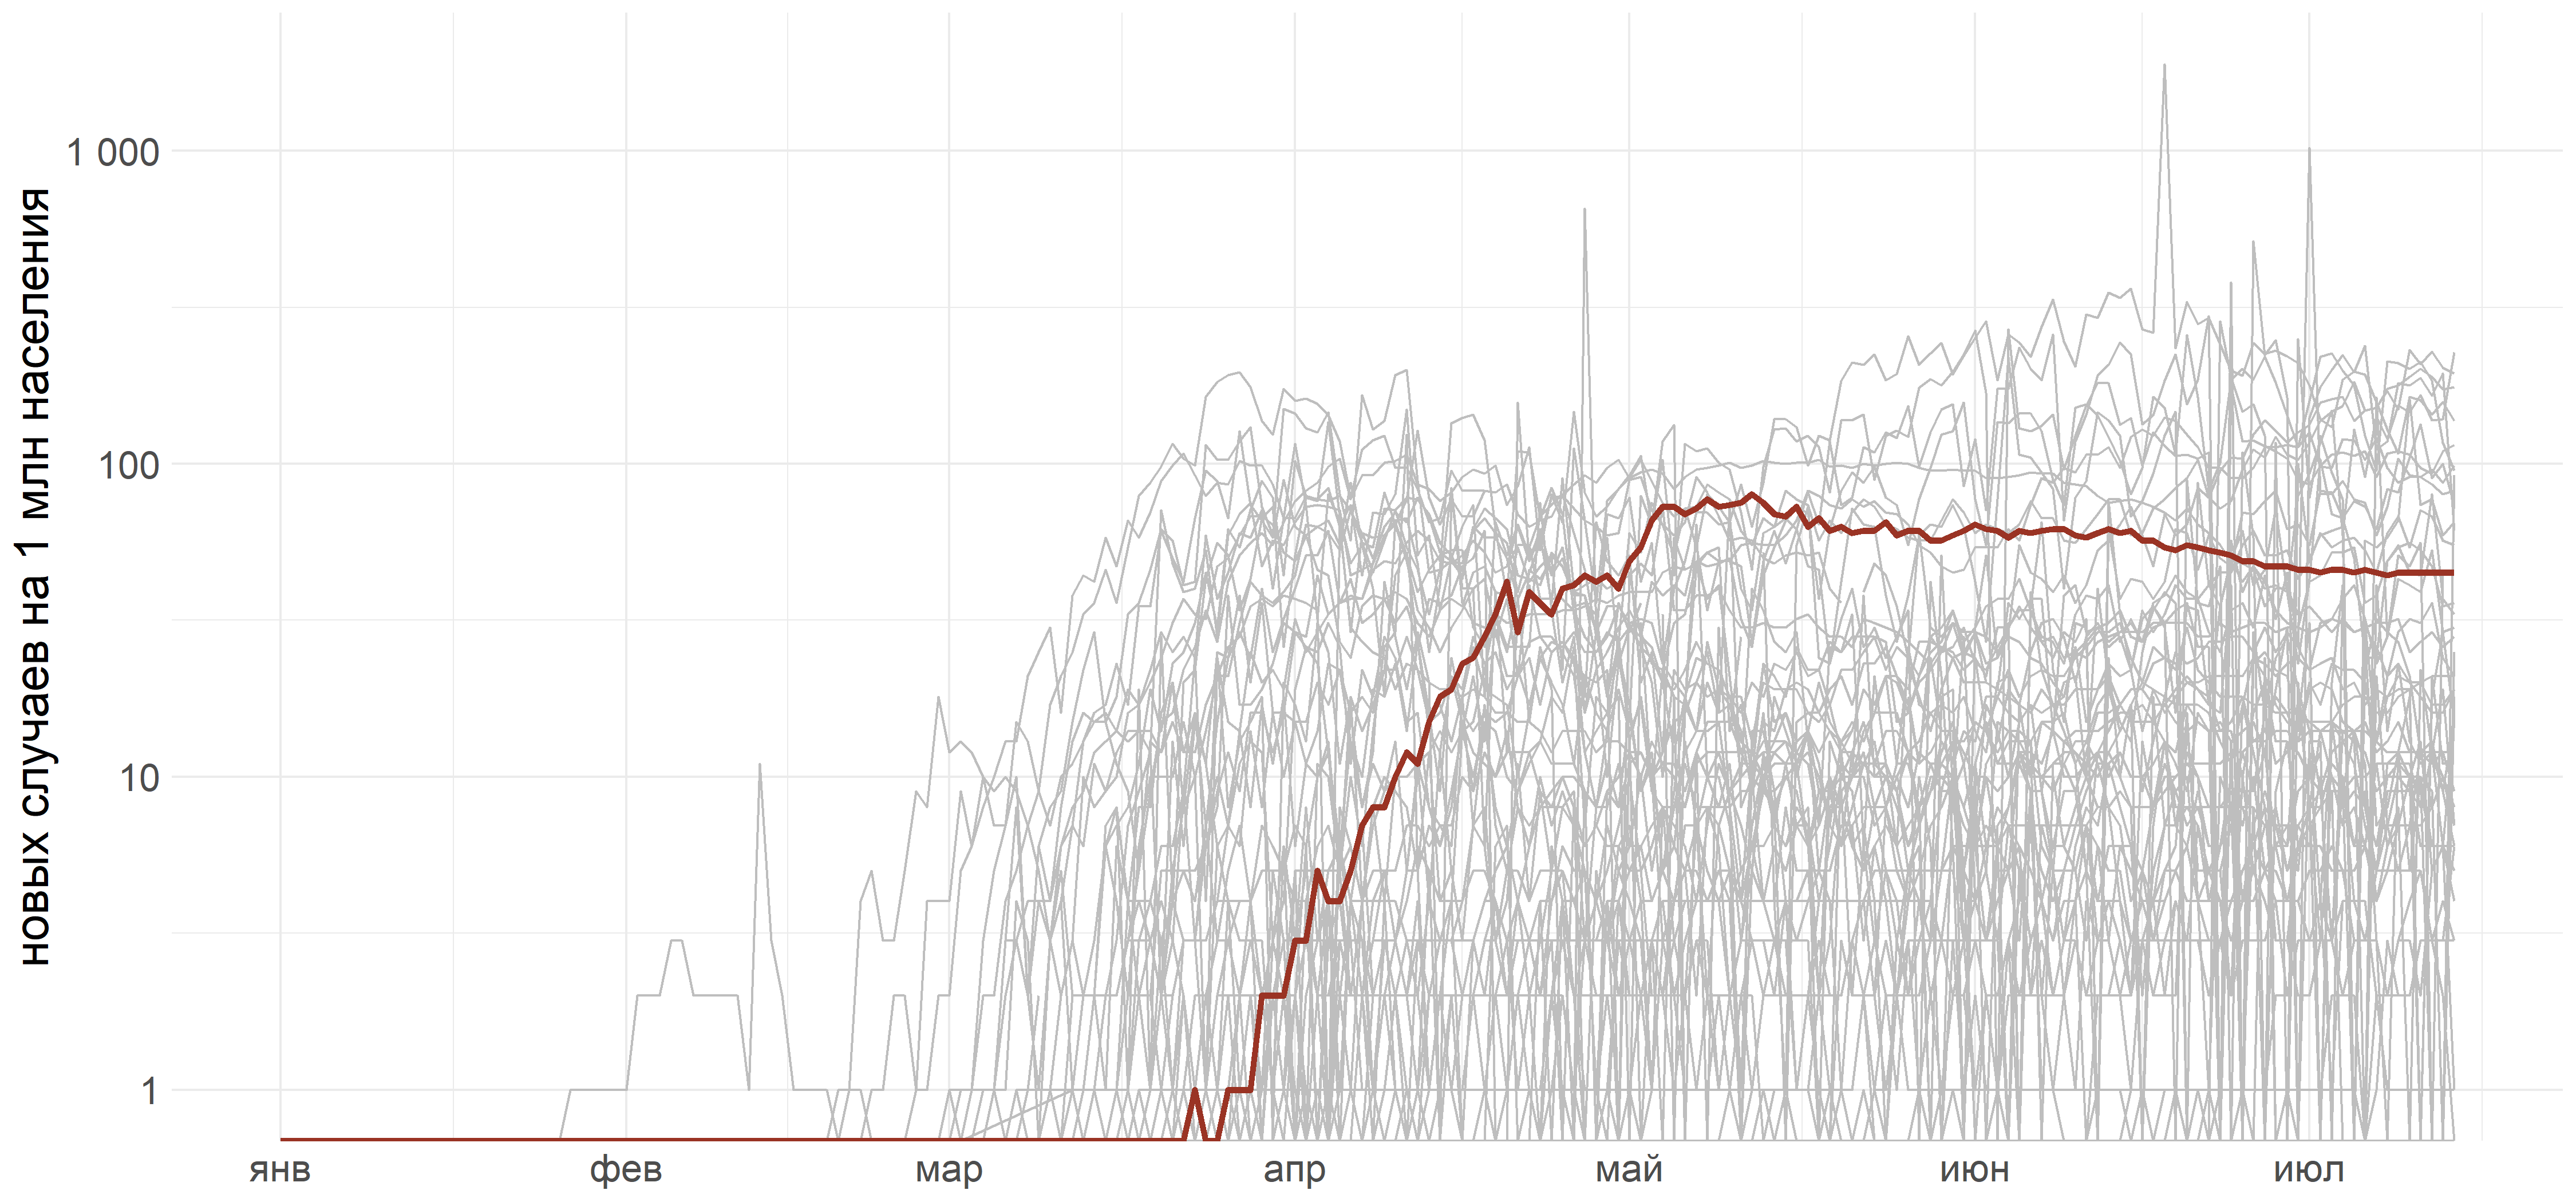 новых случаев на 1 млн населения
1 000
100
10
1
янв фев мар апр май июн июл